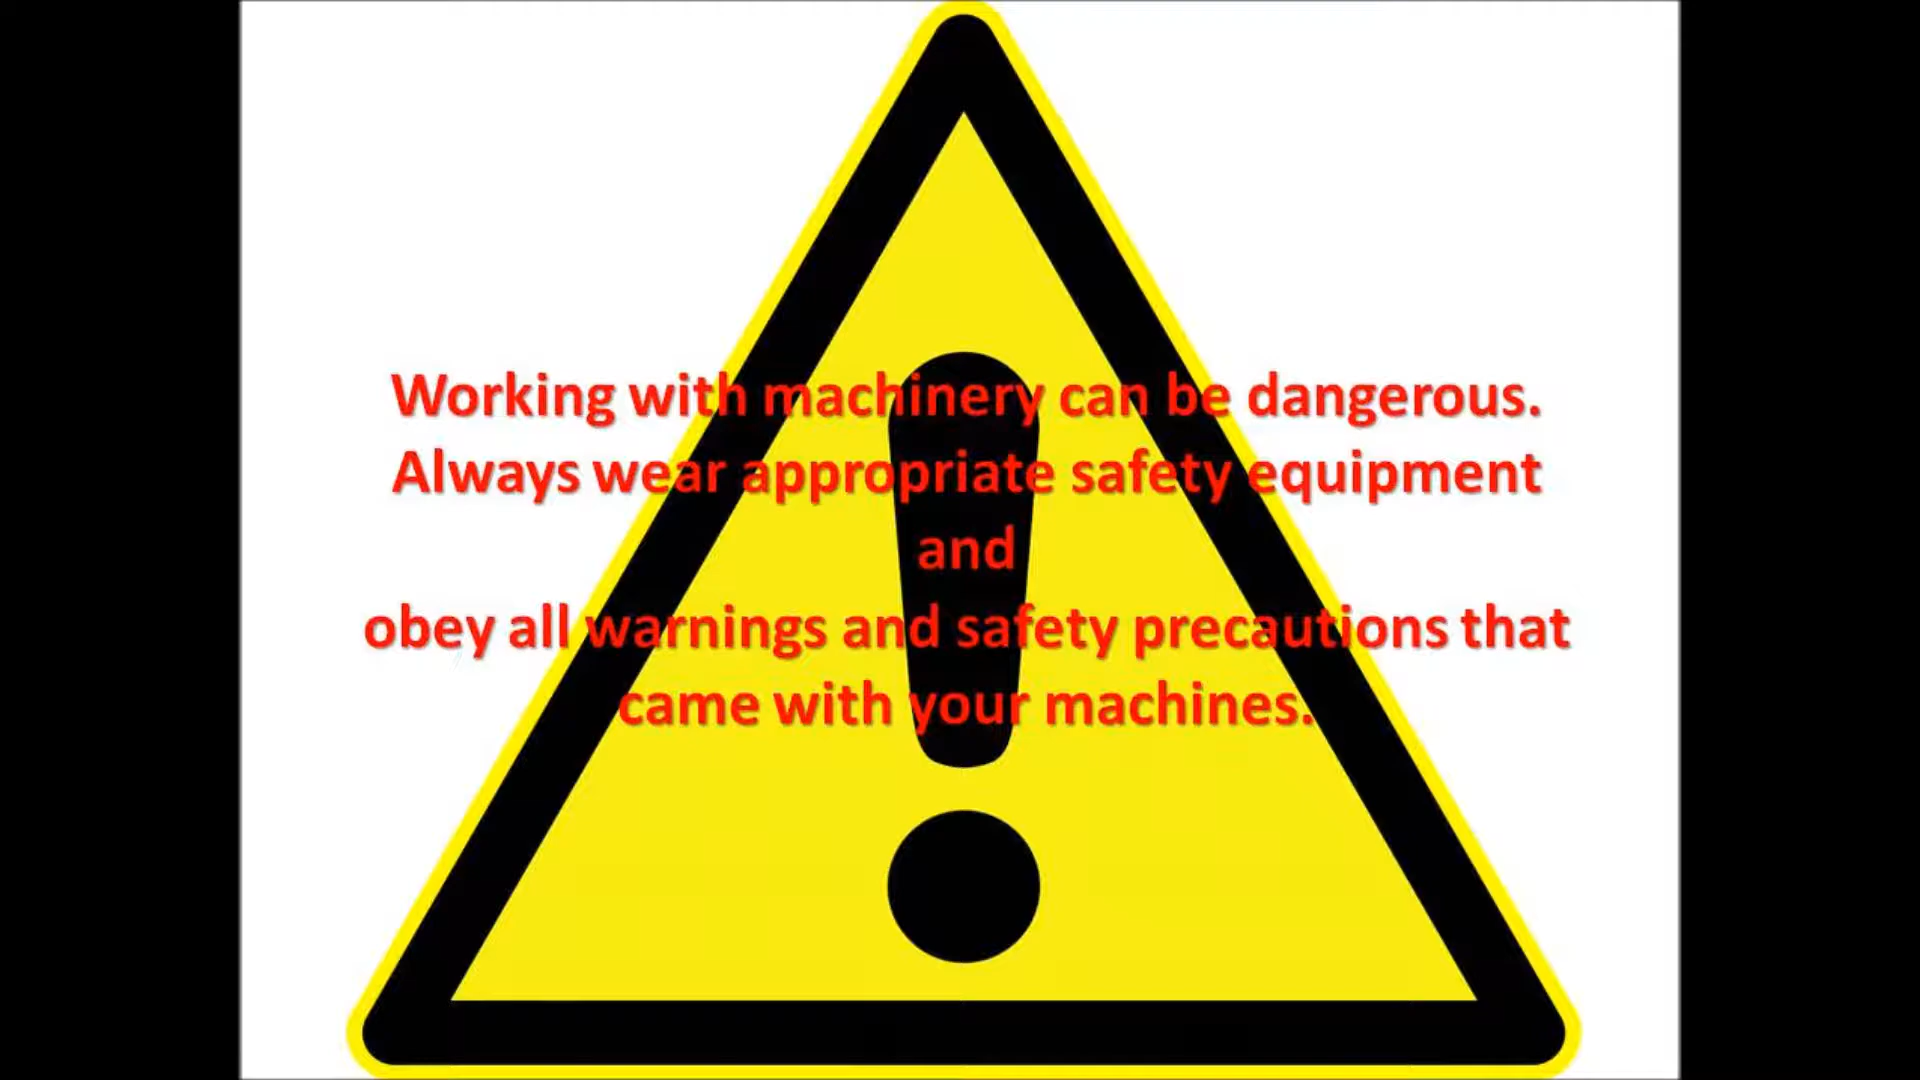 Working with machinery can be dangerous.
Always wear appropriate safety equipment
and
obey all warnings and safety precautions that
came with your machines.